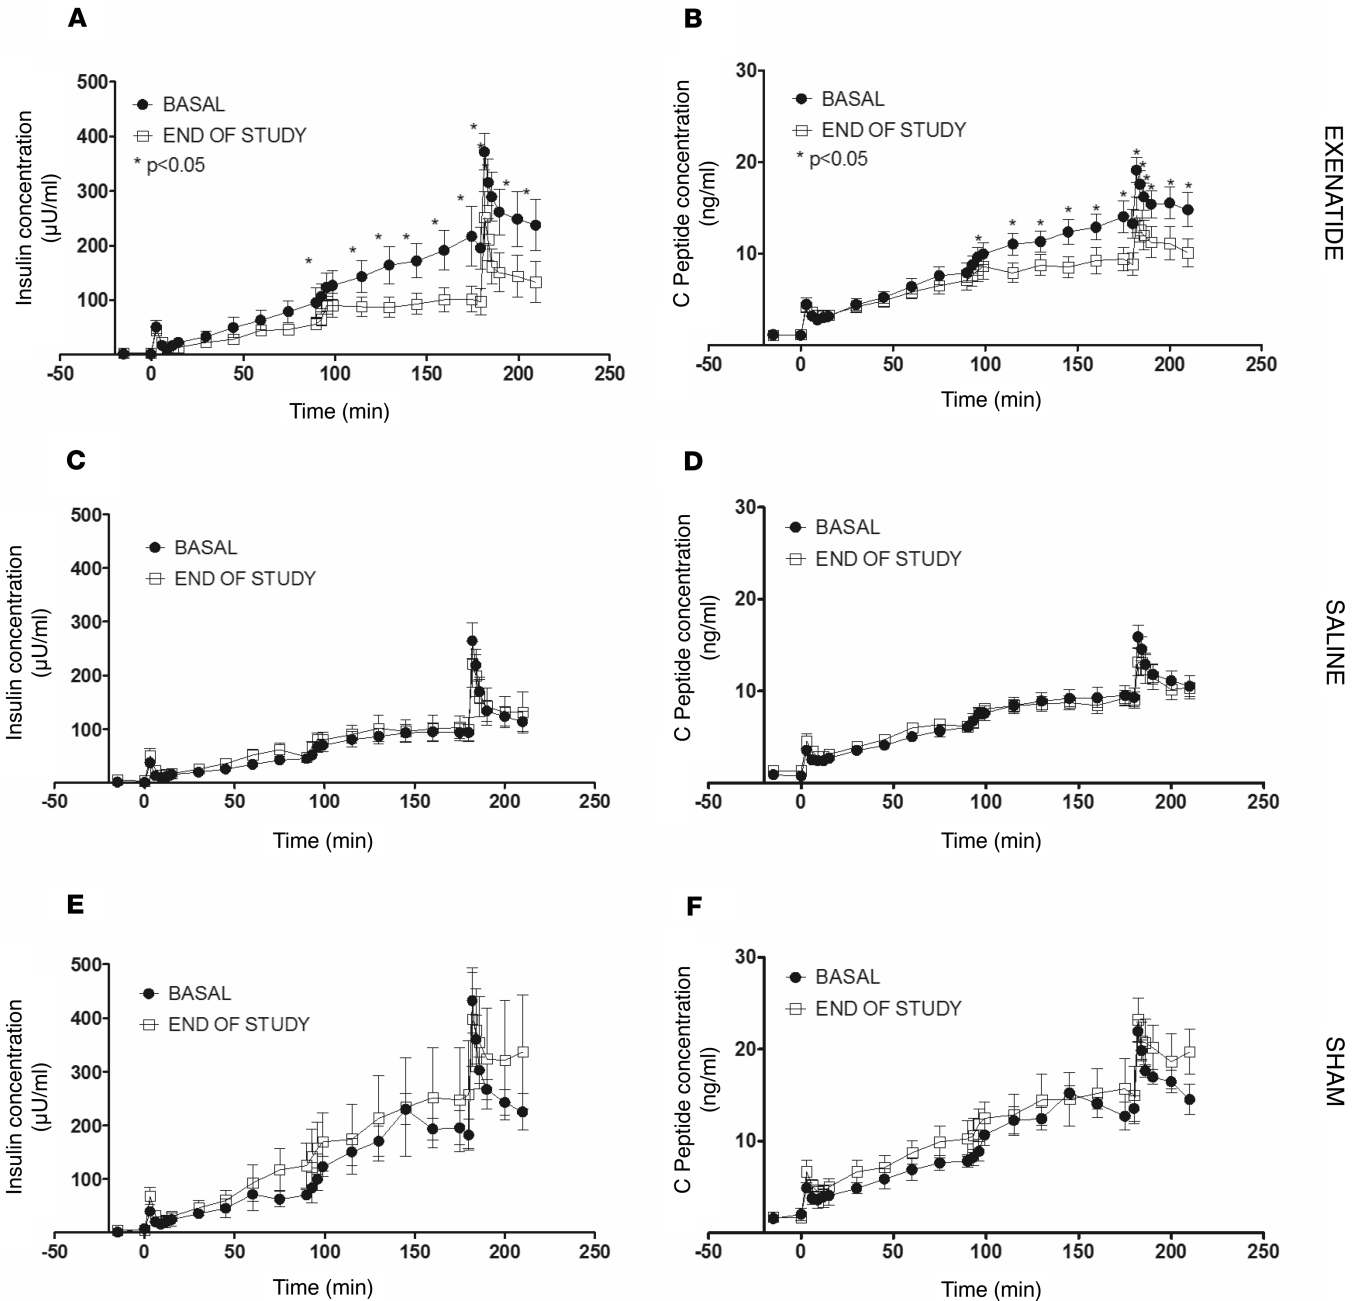 A
500
400
300
200
100
Insulin concentration
(µU/ml)
BASAL
END OF STUDY
* p<0.05
* * * * * * * * * * *
-50 0 50 100 150 200 250
Time (min)
B
30
20
10
C Peptide concentration
(ng/ml)
BASAL
END OF STUDY
* p<0.05
* * * * * * * * * * *
-50 0 50 100 150 200 250
Time (min)
EXENATIDE
C
500
400
300
200
100
Insulin concentration
(µU/ml)
BASAL
END OF STUDY
-50 0 50 100 150 200 250
Time (min)
D
30
20
10
C Peptide concentration
(ng/ml)
BASAL
END OF STUDY
-50 0 50 100 150 200 250
Time (min)
SALINE
E
500
400
300
200
100
Insulin concentration
(µU/ml)
BASAL
END OF STUDY
-50 0 50 100 150 200 250
Time (min)
F
30
20
10
C Peptide concentration
(ng/ml)
BASAL
END OF STUDY
-50 0 50 100 150 200 250
Time (min)
SHAM